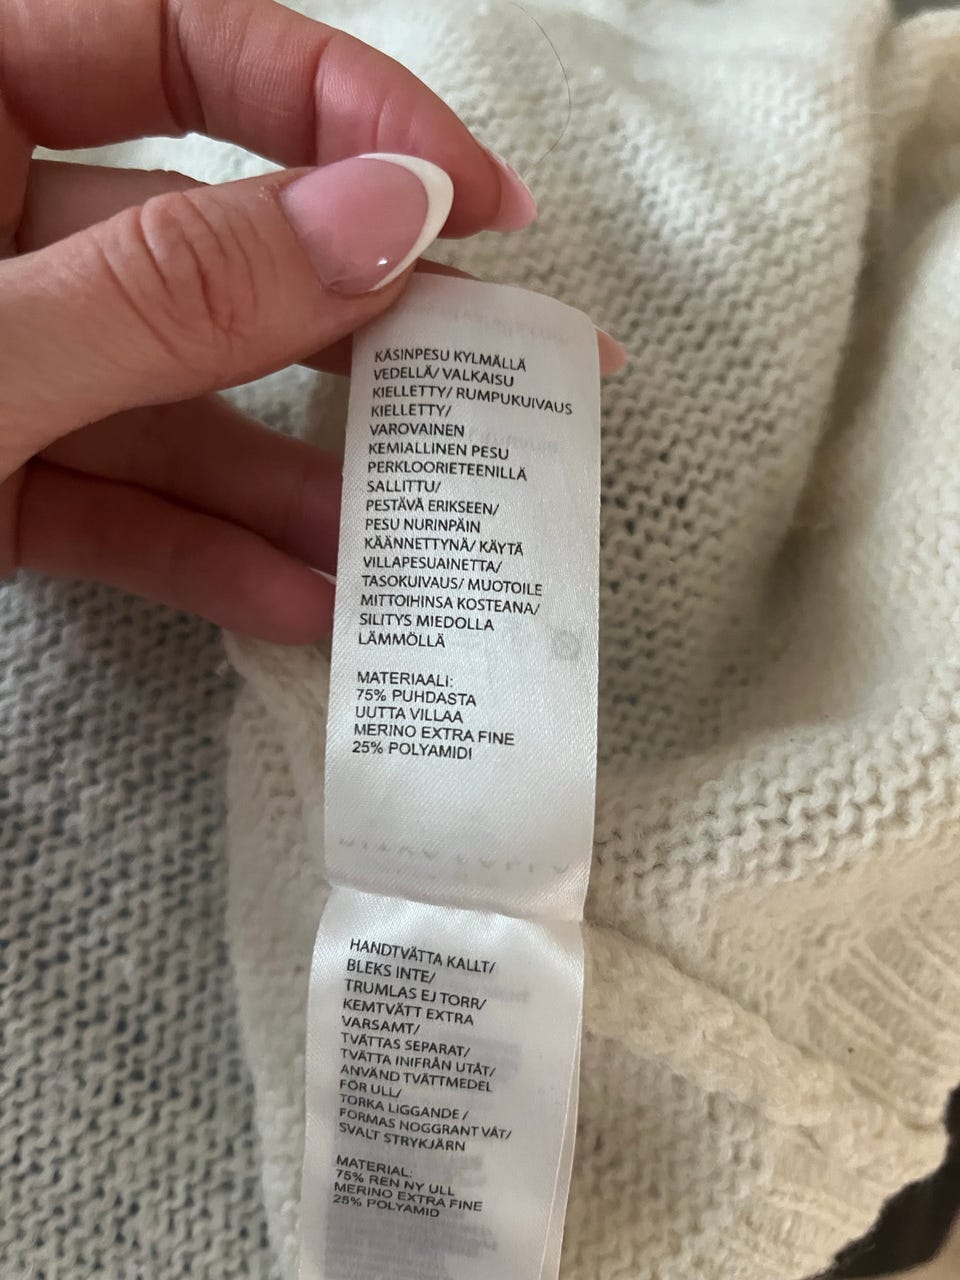 KÄSINPESU KYLMÄLLÄ
VEDELLÄ/ VALKAISU
KIELLETTY/ RUMPUKUIVAUS
KIELLETTY/
VAROVAINEN
KEMIALLINEN PESU
PERKLOORIETEENILLÄ
SALLITTU/
PESTÄVÄ ERIKSEEN/
PESU NURINPÄIN
KÄÄNNETTYNÄ/ KÄYTÄ
VILLAPESUAINETTA/
TASOKUIVAUS/ MUOTOILE
MITTOIHINSA KOSTEANA/
SILITYS MIEDOLLA
LÄMMÖLLÄ
MATERIAALI:
75% PUHDASTA
UUTTA VILLAA
MERINO EXTRA FINE
25% POLYAMIDI
HANDTVÄTTA KALLT/
BLEKS INTE/
TRUMLAS EJ TORR/
KEMTVÄTT EXTRA
VARSAMT/
TVÄTTAS SEPARAT/
TVÄTTA INIFRÅN UTÅT/
ANVÄND TVÄTTMEDEL
FÖR ULL/
TORKA LIGGANDE /
FORMAS NOGGRANT VÅT/
SVALT STRYKJÄRN
MATERIAL:
75% REN NY ULL
MERINO EXTRA FINE
25% POLYAMID